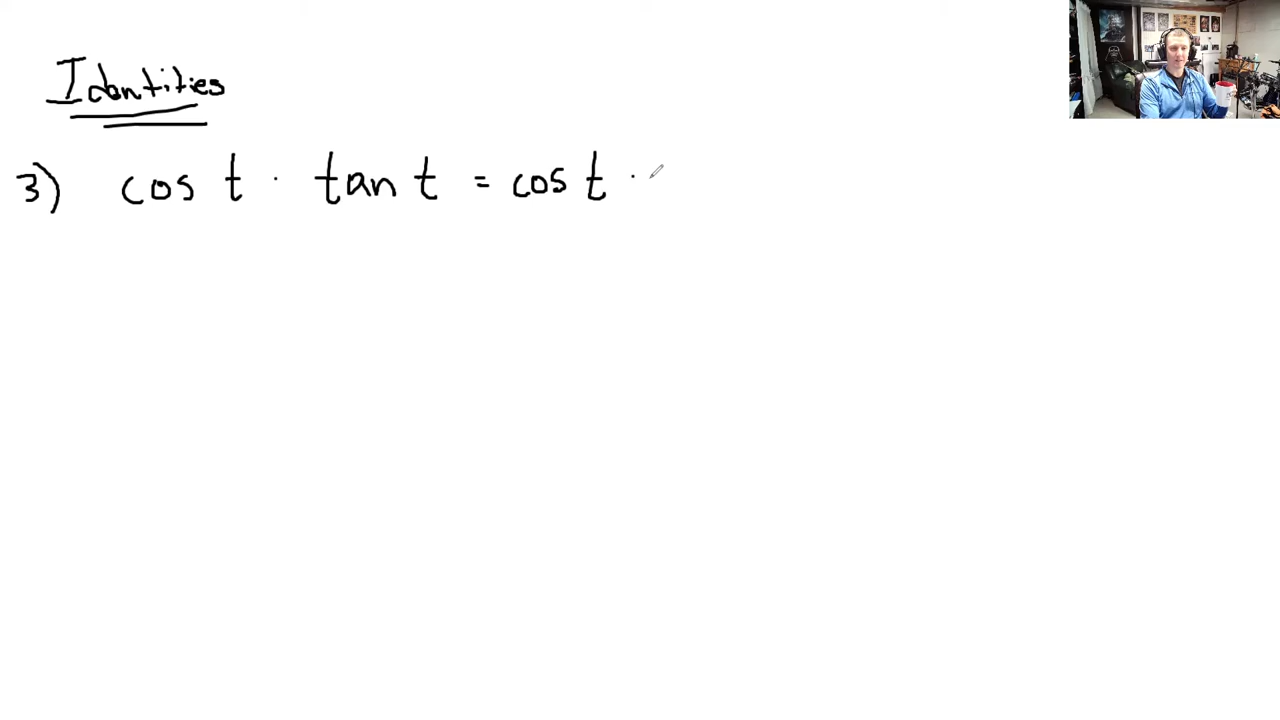 Identities
3) cos t · tan t = cos t ·